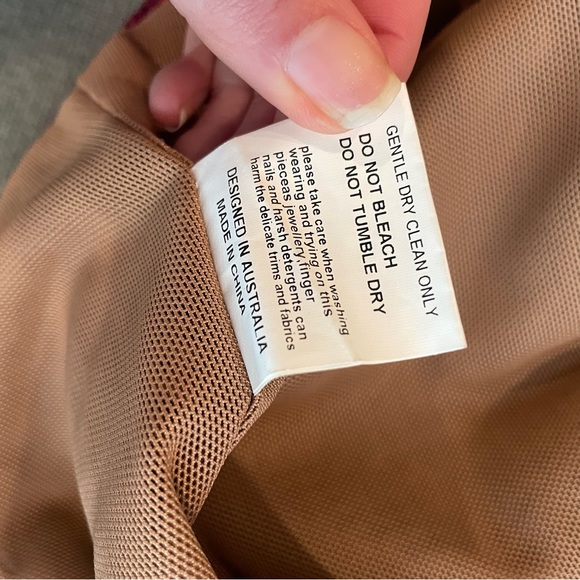 GENTLE DRY CLEAN ONLY
DO NOT BLEACH
DO NOT TUMBLE DRY
please take care when washing
wearing and trying on this
pieceas jewellery,finger
nails and harsh detergents can
harm the delicate trims and fabrics
DESIGNED IN AUSTRALIA
MADE IN CHINA